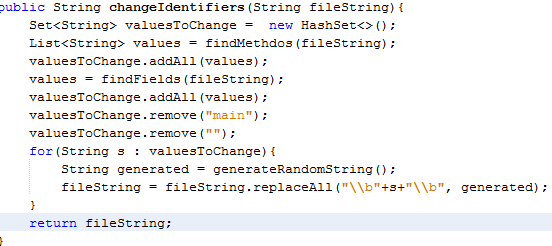 public String changeIdentifiers(String fileString){
Set<String> valuesToChange =  new HashSet<>();
List<String> values = findMethdos(fileString);
valuesToChange.addAll(values);
values = findFields(fileString);
valuesToChange.addAll(values);
valuesToChange.remove("main");
valuesToChange.remove("");
for(String s : valuesToChange){
String generated = generateRandomString();
fileString = fileString.replaceAll("\\b"+s+"\\b", generated);
}
return fileString;
}